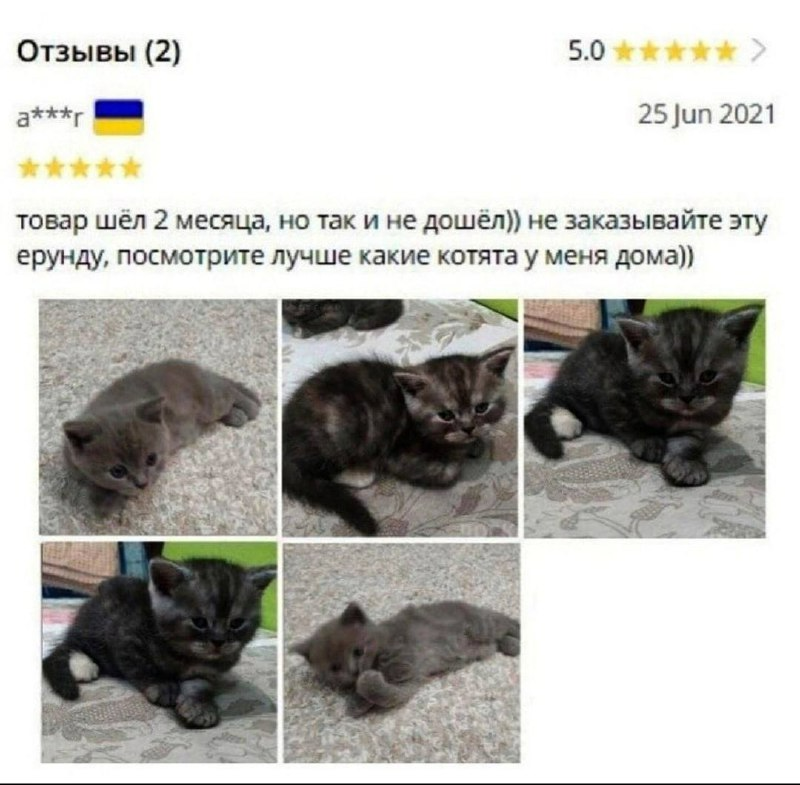 Отзывы (2)
5.0
a***r
25 Jun 2021
товар шёл 2 месяца, но так и не дошёл)) не заказывайте эту
ерунду, посмотрите лучше какие котята у меня дома))